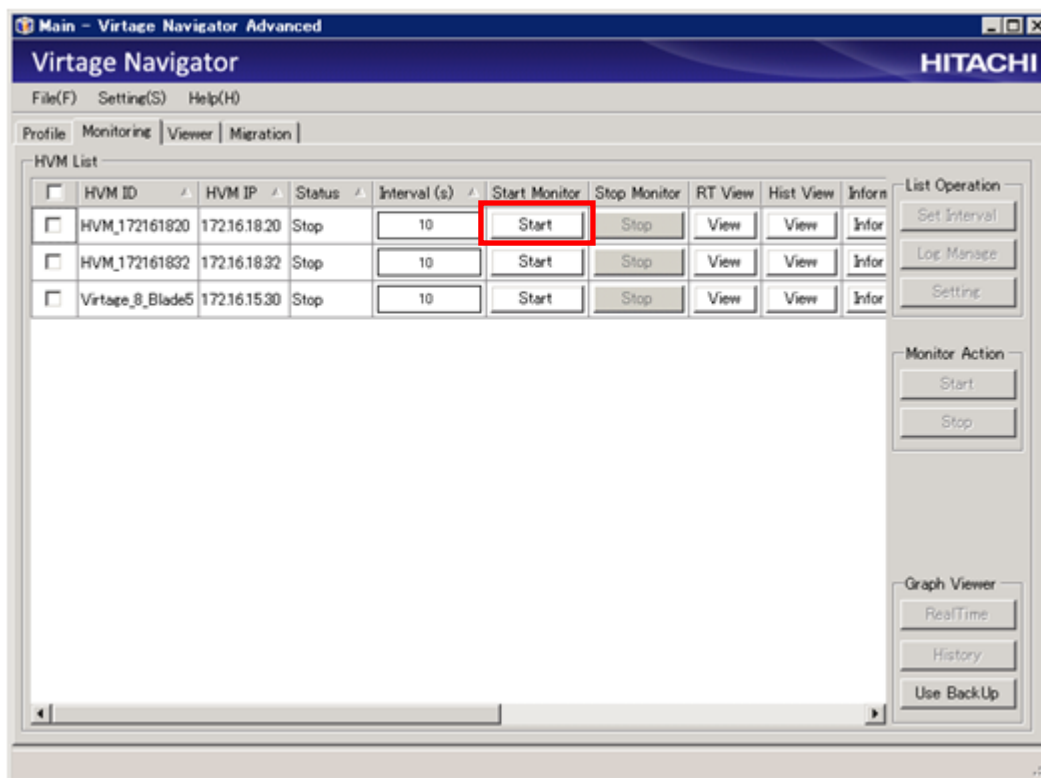 Main - Virtage Navigator Advanced
Virtage Navigator
HITACHI
File(F) Setting(S) Help(H)
Profile Monitoring Viewer Migration
HVM List
HVM ID HVM IP Status Interval (s) Start Monitor Stop Monitor RT View Hist View Inform
HVM_172161820 172.16.18.20 Stop 10 Start Stop View View Infor
HVM_172161832 172.16.18.32 Stop 10 Start Stop View View Infor
Virtage_8_Blade5 172.16.15.30 Stop 10 Start Stop View View Infor
List Operation
Set Interval
Log Manage
Setting
Monitor Action
Start
Stop
Graph Viewer
RealTime
History
Use BackUp